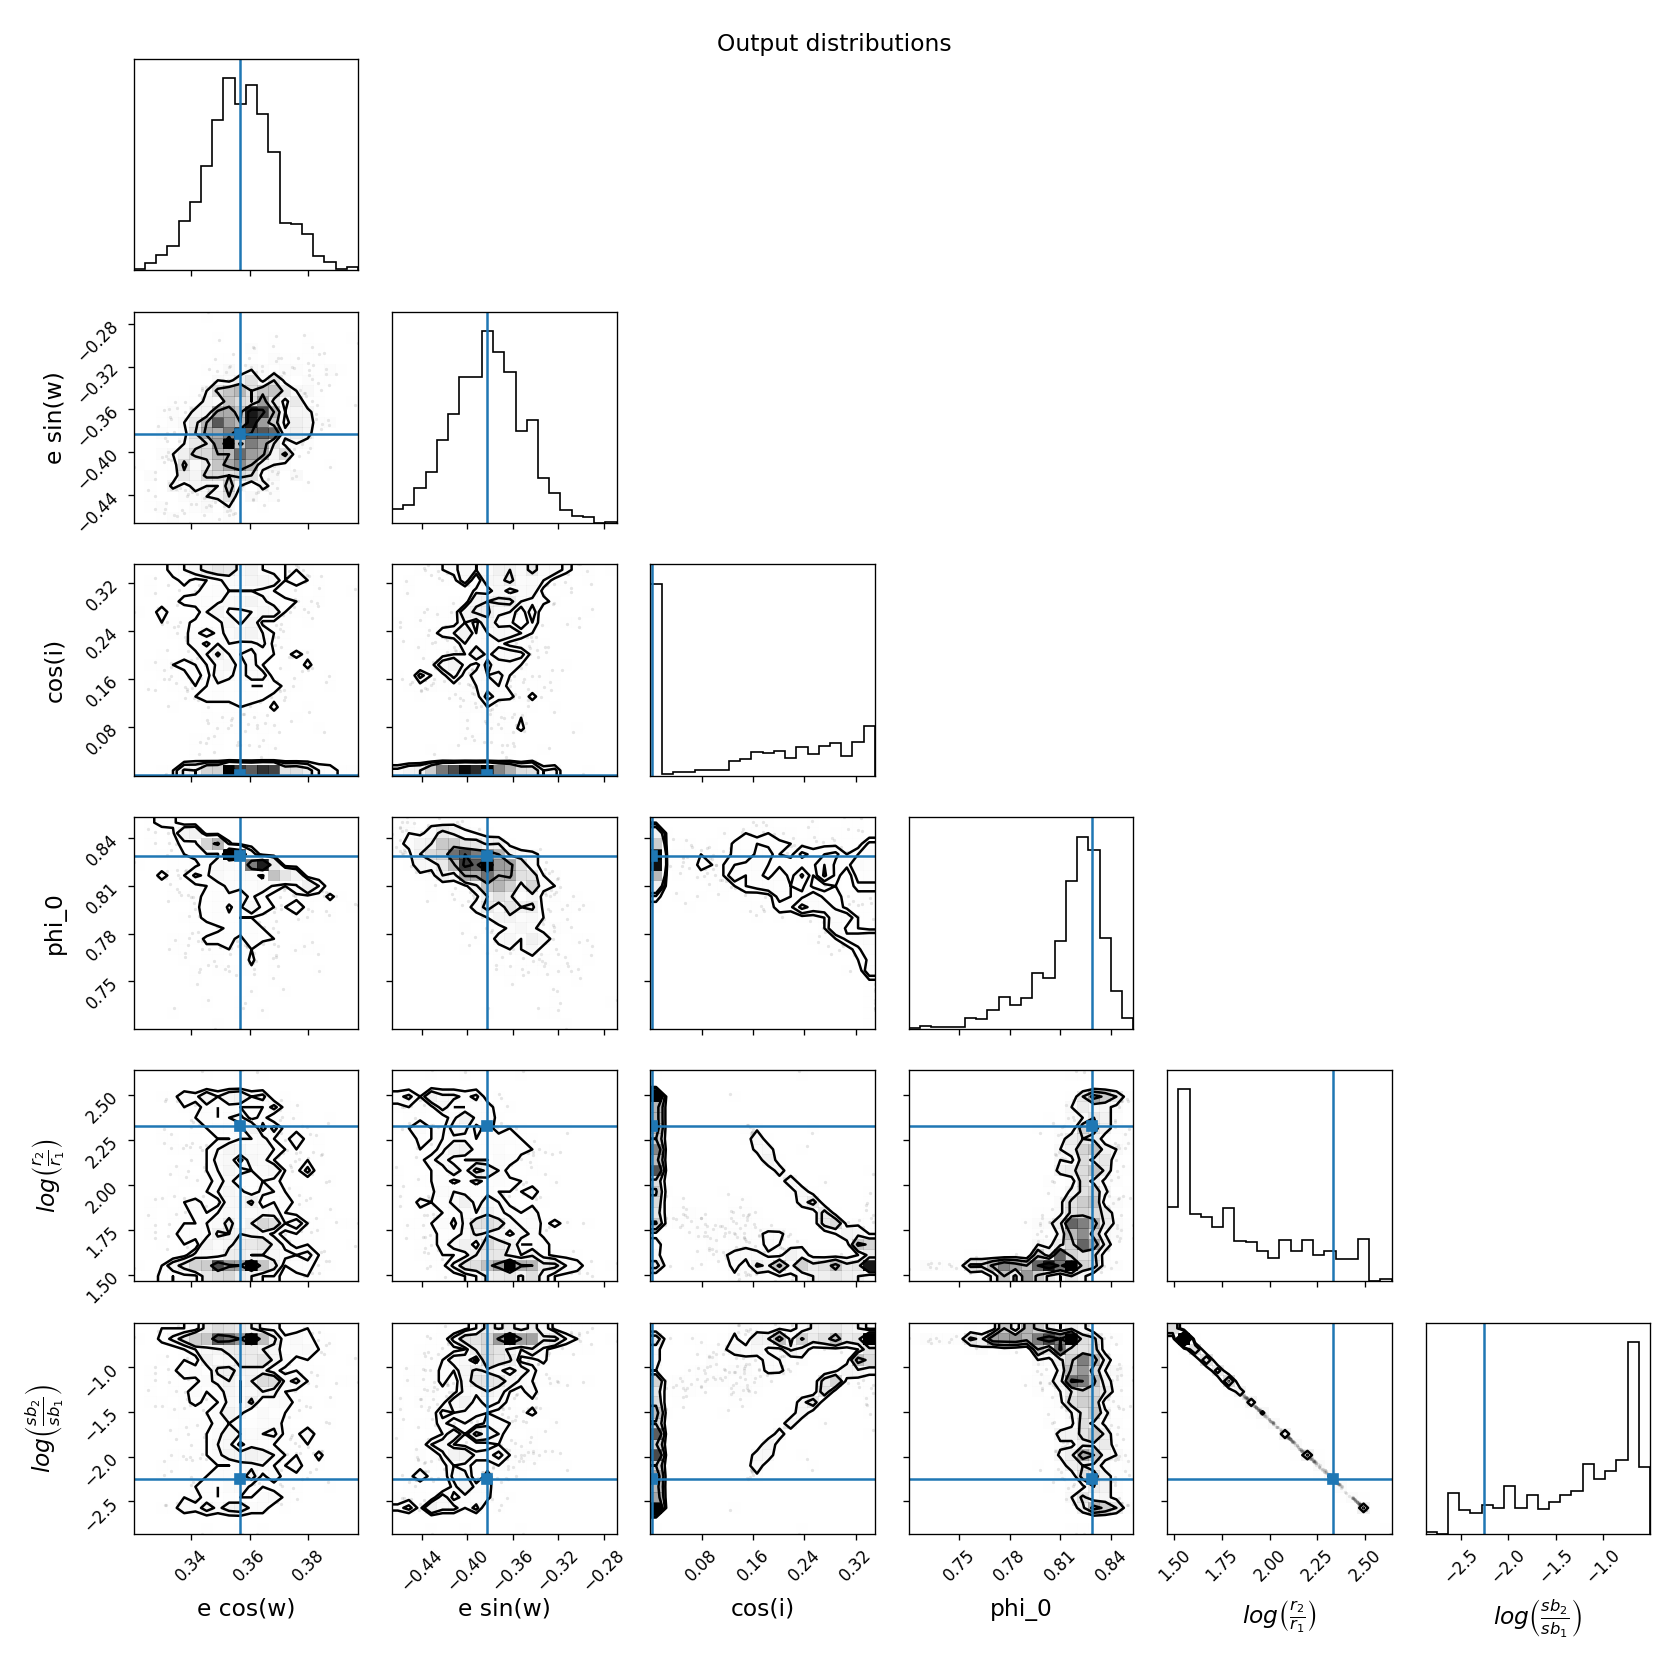 Output distributions
−0.28
−0.32
−0.36
−0.40
−0.44
e sin(w)
0.32
0.24
0.16
0.08
cos(i)
0.84
0.81
0.78
0.75
phi_0
2.50
2.25
2.00
1.75
1.50
log(r₂/r₁)
−1.0
−1.5
−2.0
−2.5
log(sb₂/sb₁)
0.34 0.36 0.38
e cos(w)
−0.44 −0.40 −0.36 −0.32 −0.28
e sin(w)
0.08 0.16 0.24 0.32
cos(i)
0.75 0.78 0.81 0.84
phi_0
1.50 1.75 2.00 2.25 2.50
log(r₂/r₁)
−2.5 −2.0 −1.5 −1.0
log(sb₂/sb₁)